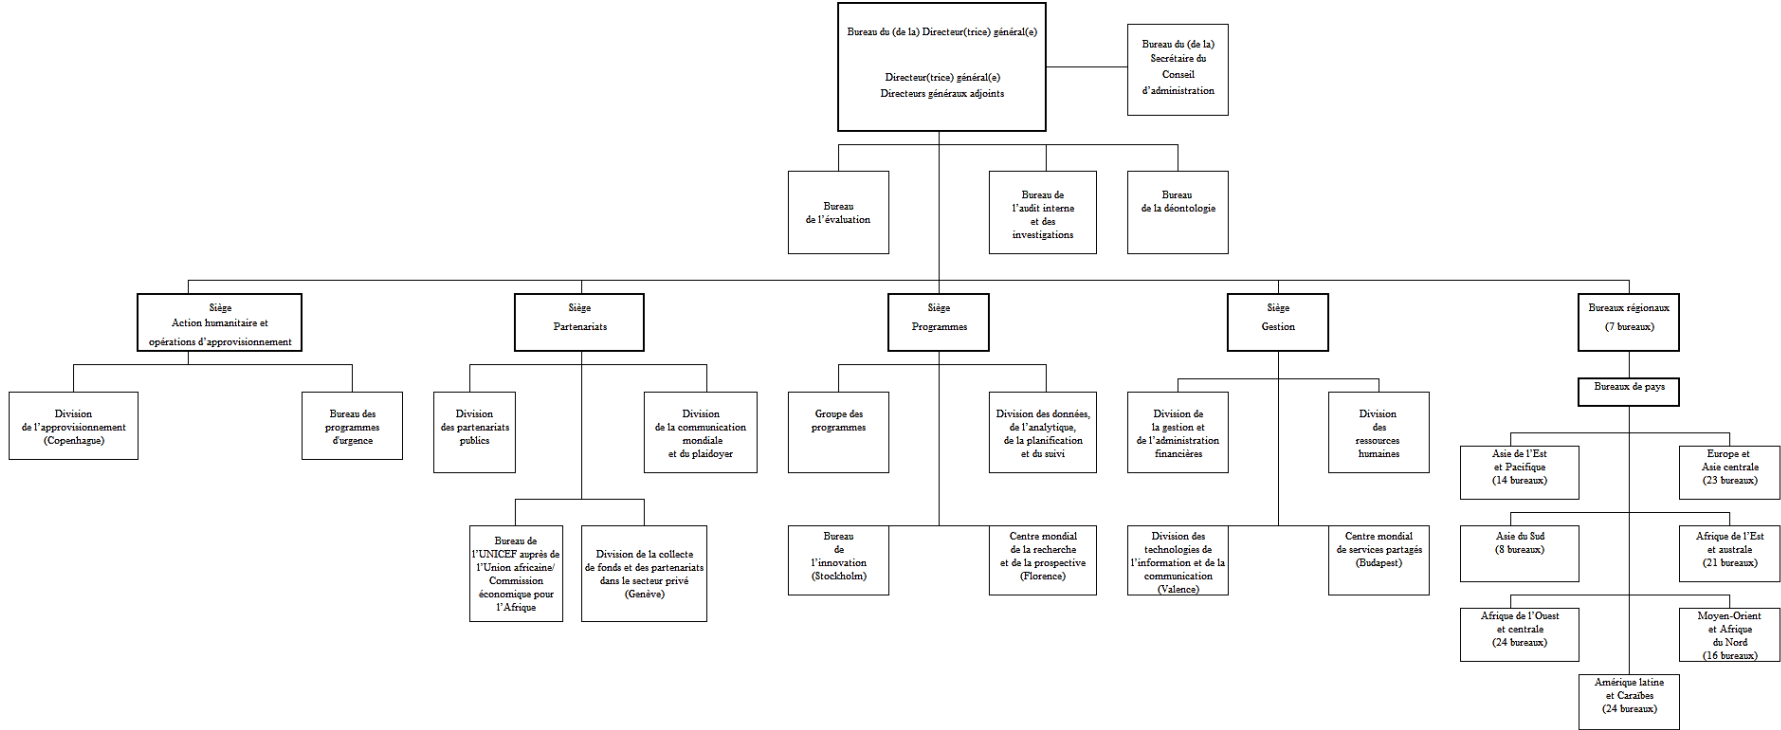 Bureau du (de la) Directeur(trice) général(e)
Directeur(trice) général(e)
Directeurs généraux adjoints
Bureau du (de la)
Secrétaire du
Conseil
d’administration
Bureau
de l’évaluation
Bureau de
l’audit interne
et des
investigations
Bureau
de la déontologie
Siège
Action humanitaire et
opérations d’approvisionnement
Siège
Partenariats
Siège
Programmes
Siège
Gestion
Bureaux régionaux
(7 bureaux)
Bureaux de pays
Division
de l’approvisionnement
(Copenhague)
Bureau des
programmes
d'urgence
Division
des partenariats
publics
Division
de la communication
mondiale
et du plaidoyer
Groupe des
programmes
Division des données,
de l’analytique,
de la planification
et du suivi
Division de
la gestion et
de l’administration
financières
Division
des
ressources
humaines
Asie de l’Est
et Pacifique
(14 bureaux)
Europe et
Asie centrale
(23 bureaux)
Bureau de
l’UNICEF auprès de
l’Union africaine/
Commission
économique pour
l’Afrique
Division de la collecte
de fonds et des partenariats
dans le secteur privé
(Genève)
Bureau
de
l’innovation
(Stockholm)
Centre mondial
de la recherche
et de la prospective
(Florence)
Division des
technologies de
l’information et de la
communication
(Valence)
Centre mondial
de services partagés
(Budapest)
Asie du Sud
(8 bureaux)
Afrique de l’Est
et australe
(21 bureaux)
Afrique de l’Ouest
et centrale
(24 bureaux)
Moyen-Orient
et Afrique
du Nord
(16 bureaux)
Amérique latine
et Caraïbes
(24 bureaux)